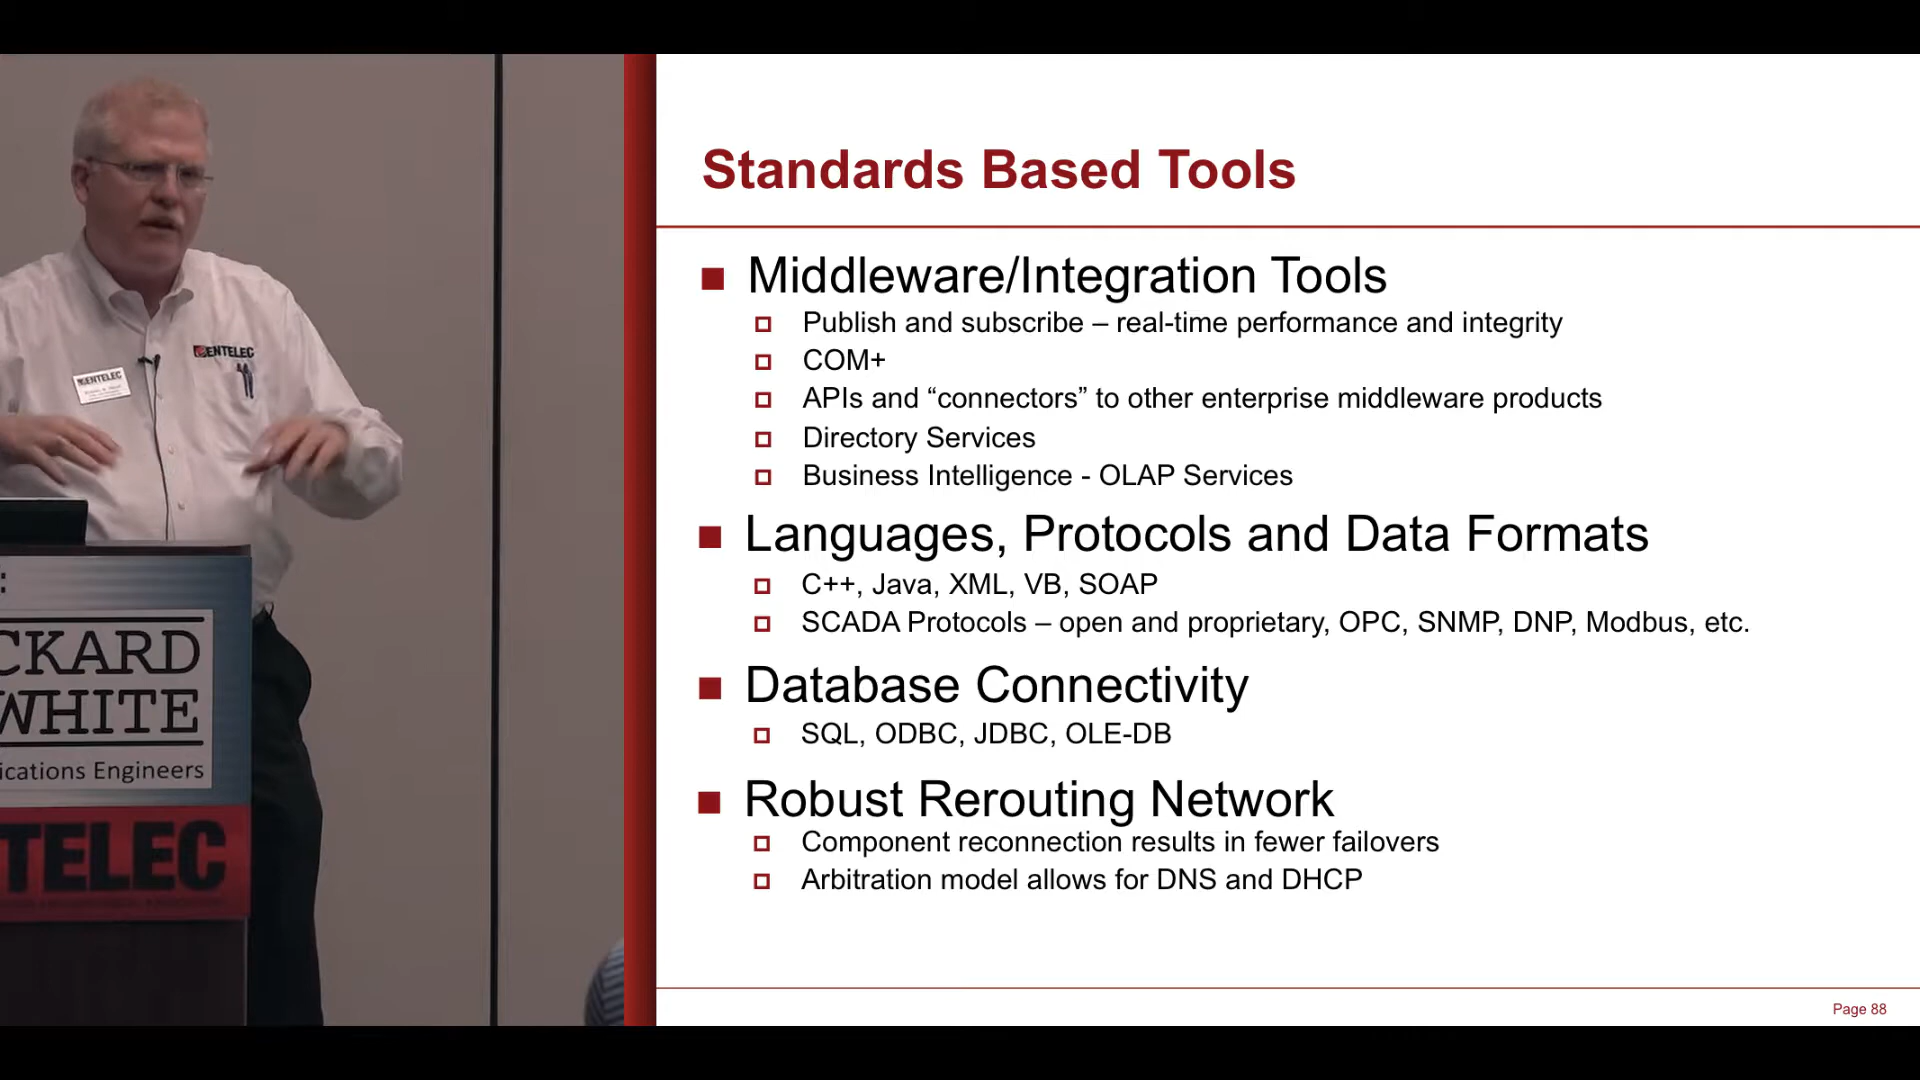 ENTELEC
ENTELEC
:
CKARD
WHITE
ications Engineers
TELEC
Standards Based Tools
Middleware/Integration Tools
Publish and subscribe – real-time performance and integrity
COM+
APIs and “connectors” to other enterprise middleware products
Directory Services
Business Intelligence - OLAP Services
Languages, Protocols and Data Formats
C++, Java, XML, VB, SOAP
SCADA Protocols – open and proprietary, OPC, SNMP, DNP, Modbus, etc.
Database Connectivity
SQL, ODBC, JDBC, OLE-DB
Robust Rerouting Network
Component reconnection results in fewer failovers
Arbitration model allows for DNS and DHCP
Page 88